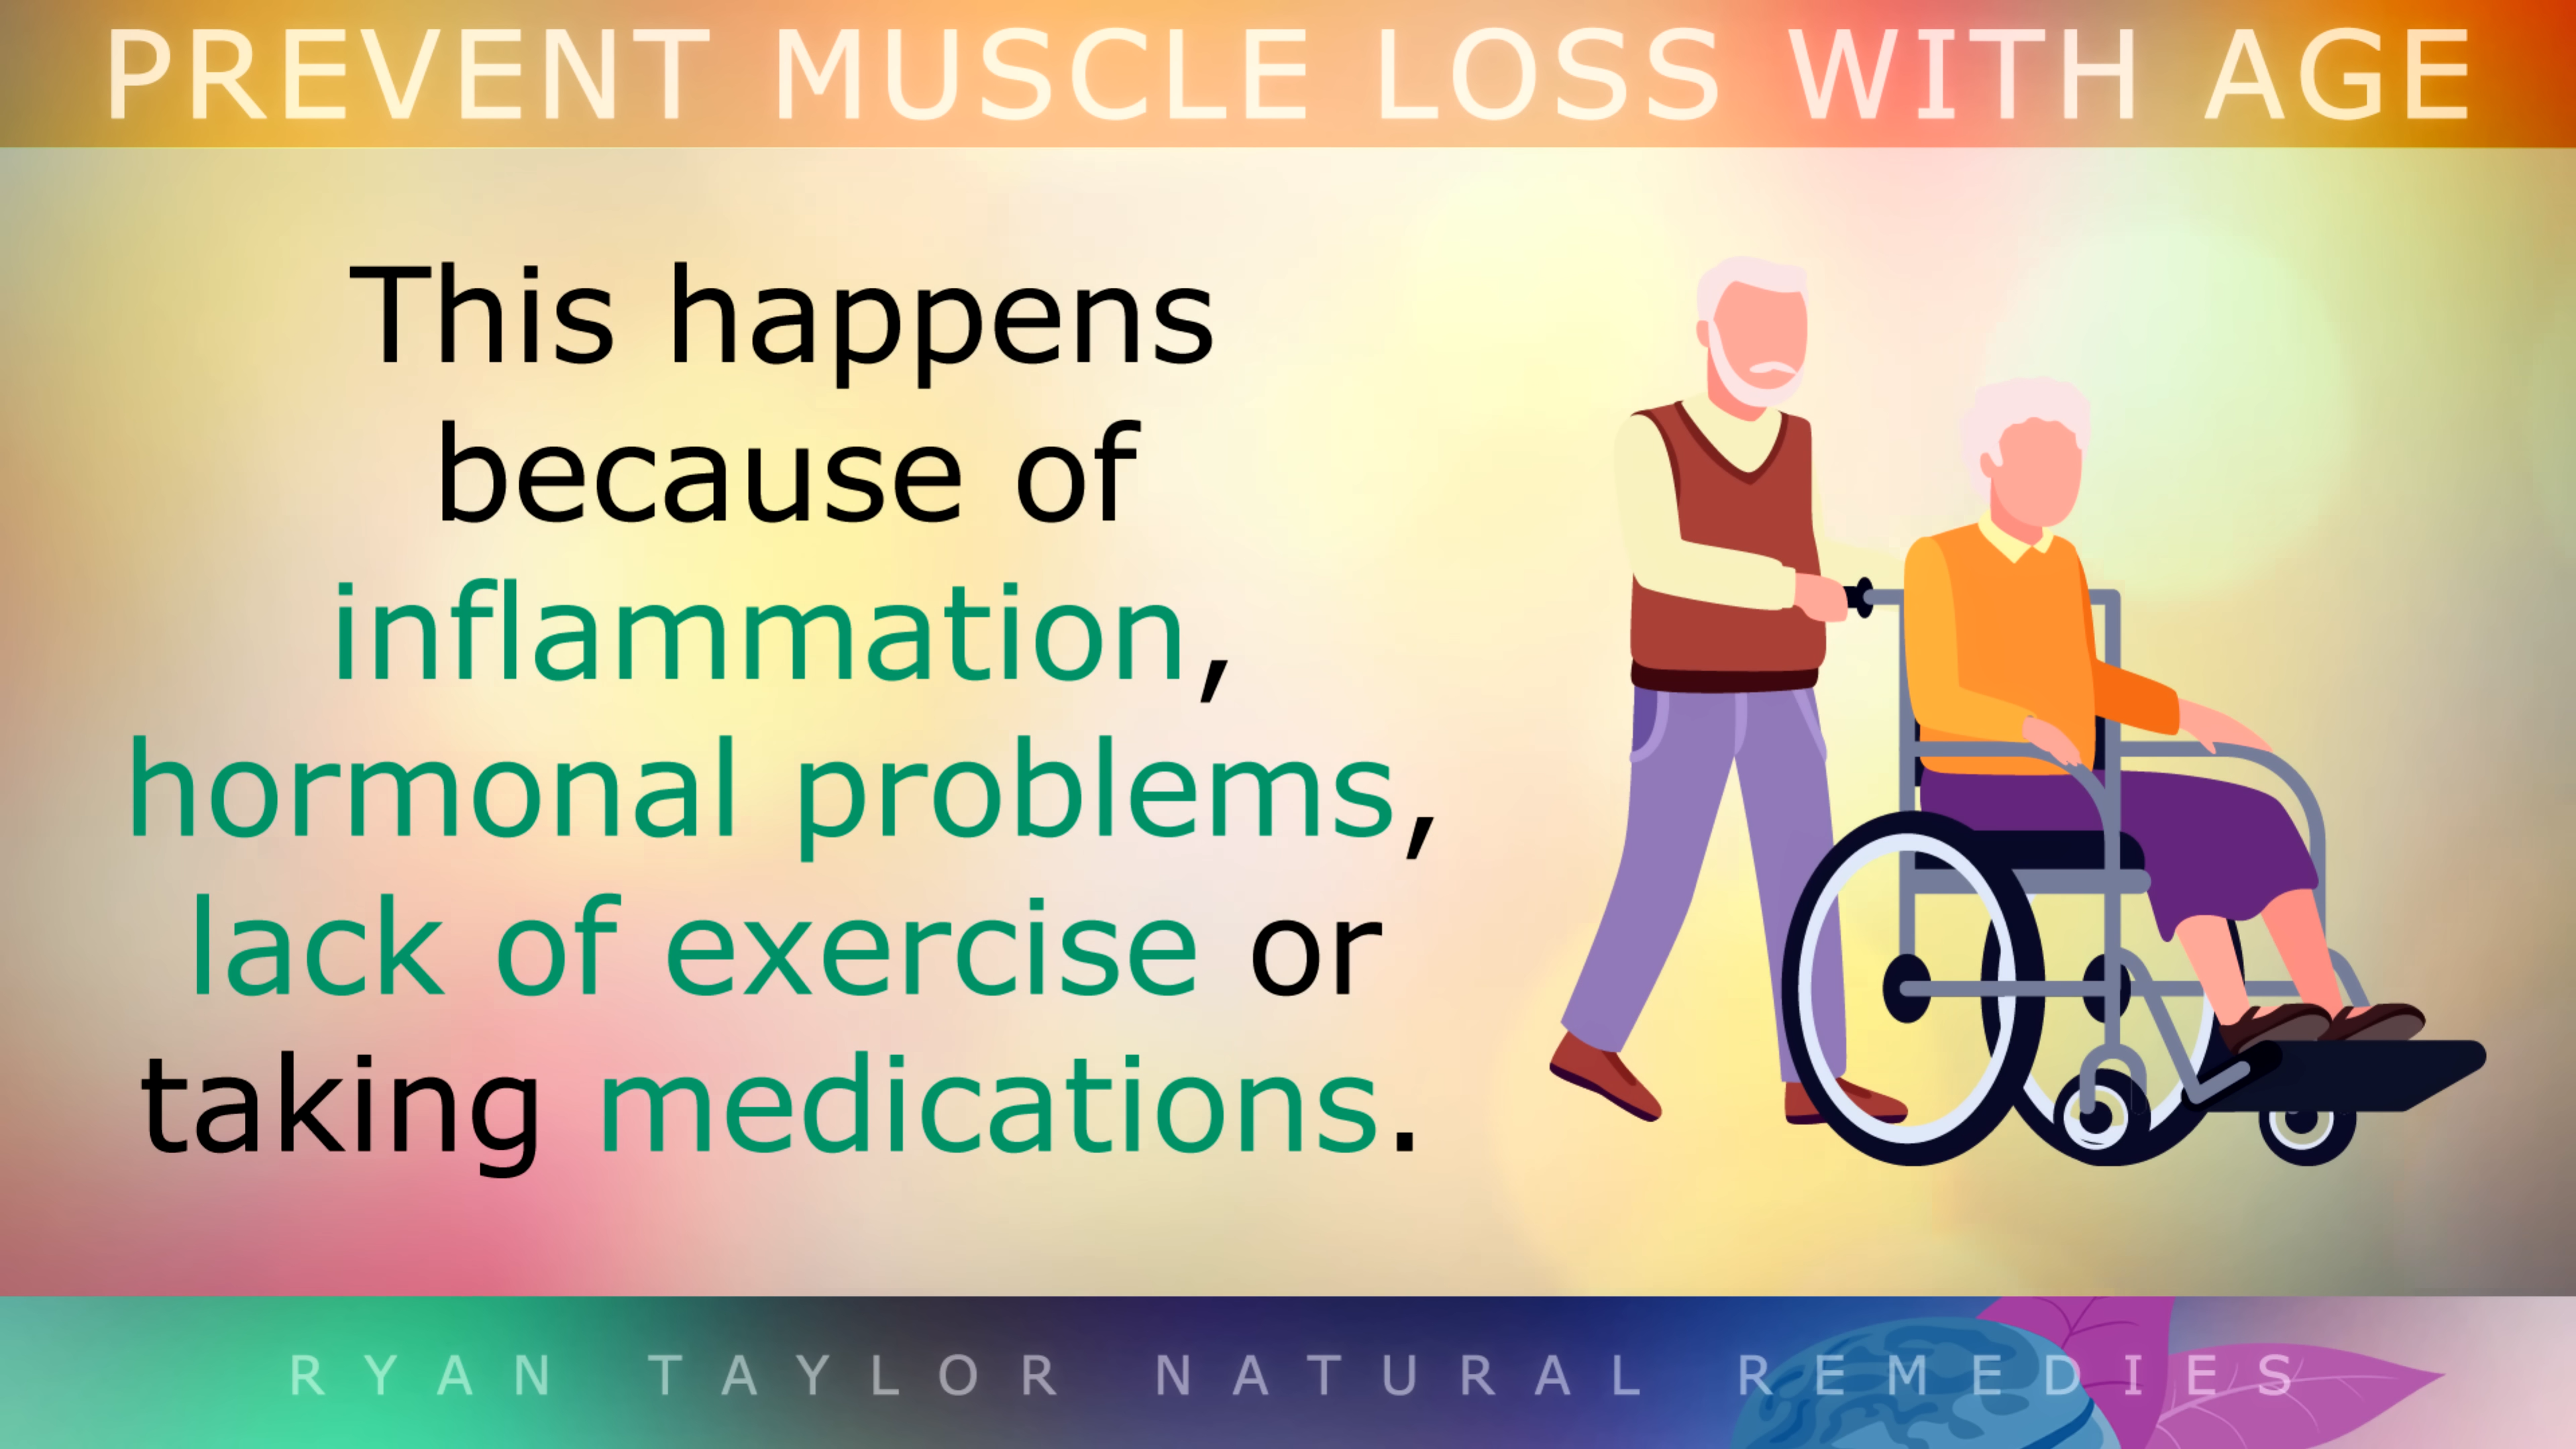 PREVENT MUSCLE LOSS WITH AGE
This happens
because of
inflammation,
hormonal problems,
lack of exercise or
taking medications.
RYAN TAYLOR NATURAL REMEDIES